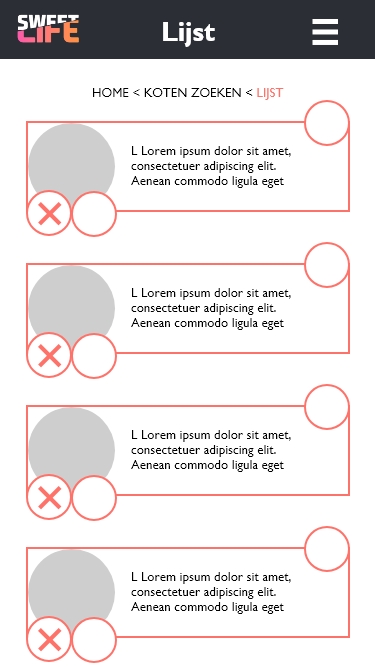 SWEET
LIFE
Lijst
HOME < KOTEN ZOEKEN < LIJST
L Lorem ipsum dolor sit amet,
consectetuer adipiscing elit.
Aenean commodo ligula eget
L Lorem ipsum dolor sit amet,
consectetuer adipiscing elit.
Aenean commodo ligula eget
L Lorem ipsum dolor sit amet,
consectetuer adipiscing elit.
Aenean commodo ligula eget
L Lorem ipsum dolor sit amet,
consectetuer adipiscing elit.
Aenean commodo ligula eget